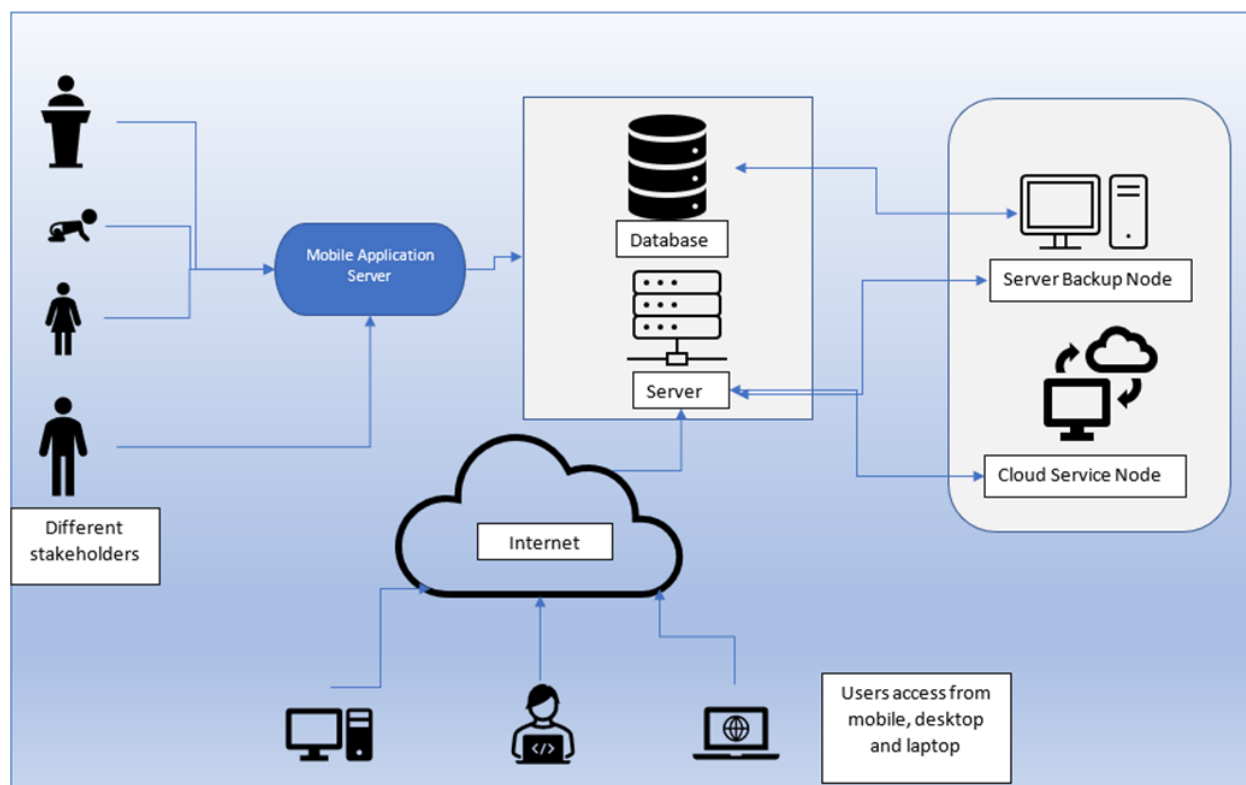 Mobile Application
Server
Database
Server
Server Backup Node
Cloud Service Node
Different
stakeholders
Internet
</>
Users access from
mobile, desktop
and laptop